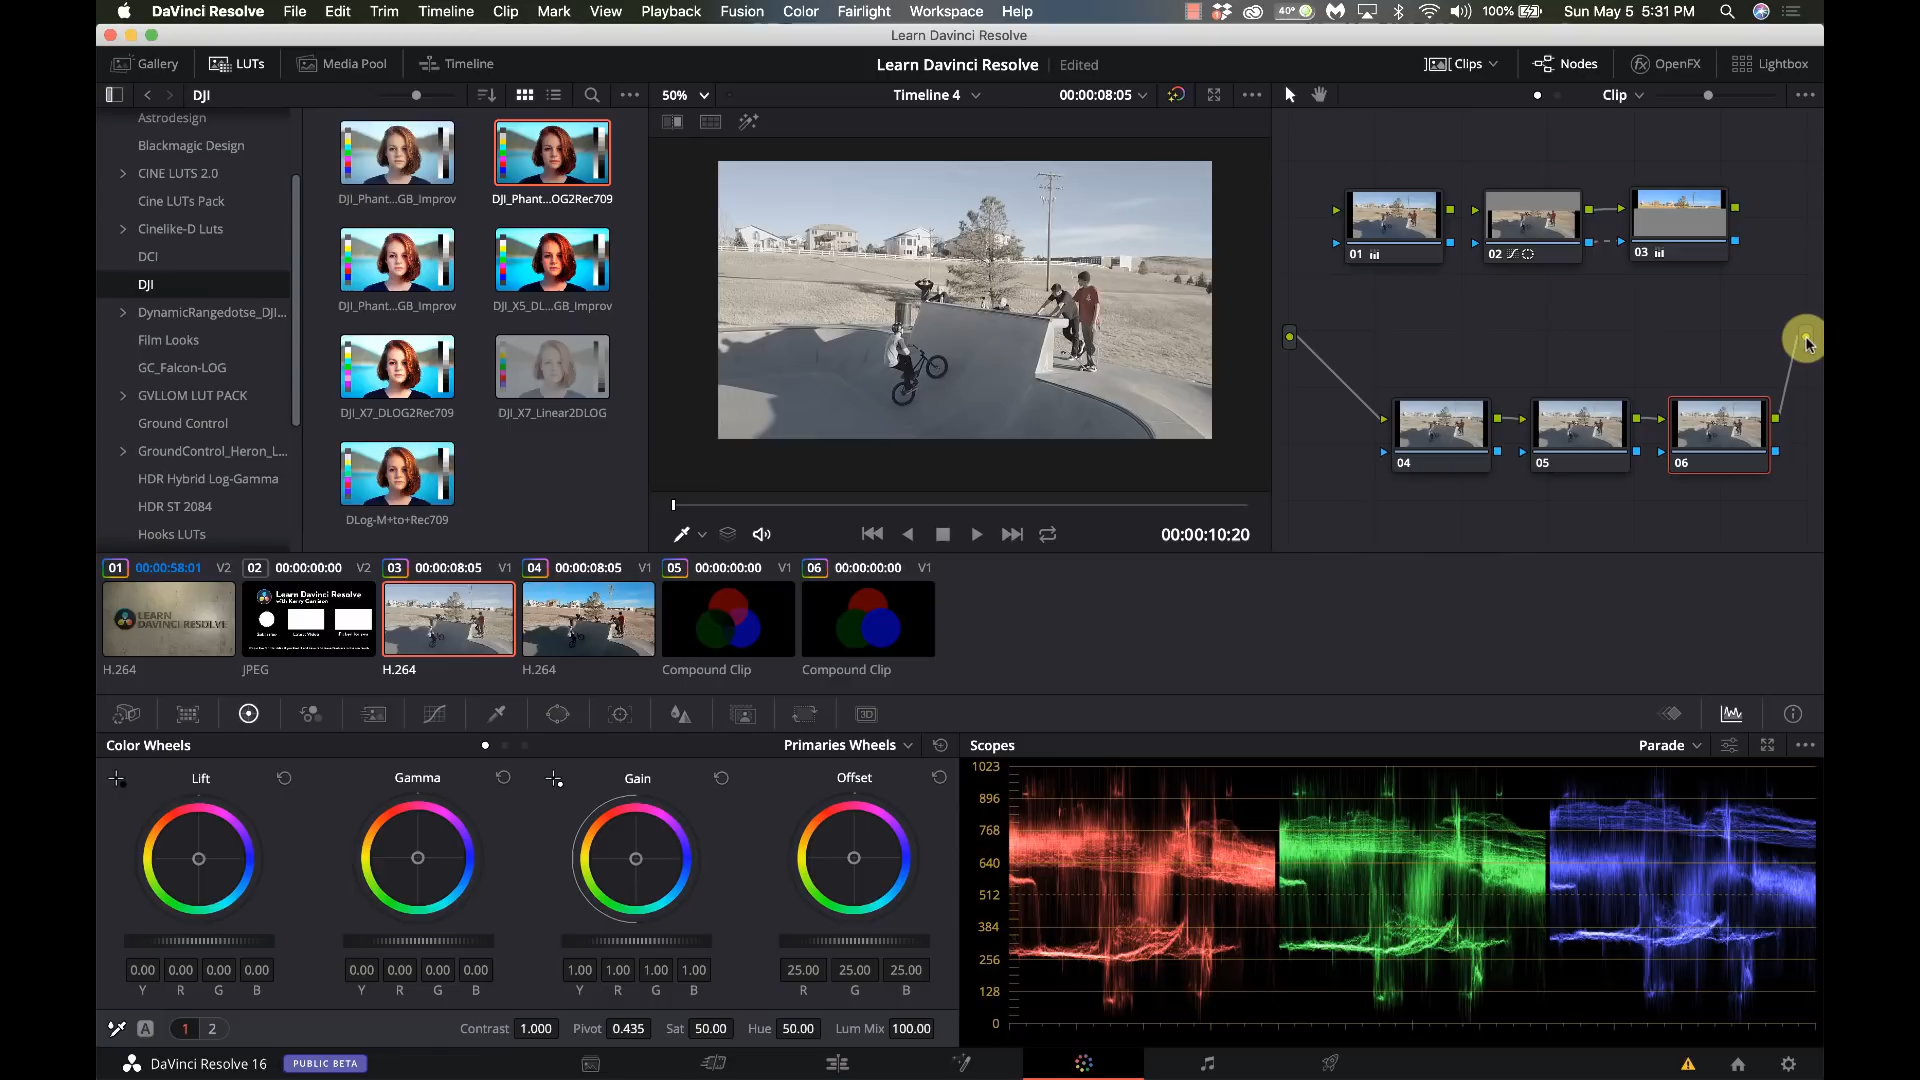 DaVinci Resolve File Edit Trim Timeline Clip Mark View Playback Fusion Color Fairlight Workspace Help 40° 100% Sun May 5 5:31 PM
Learn Davinci Resolve
Gallery LUTs Media Pool Timeline Learn Davinci Resolve Edited Clips Nodes OpenFX Lightbox
DJI 50% Timeline 4 00:00:08:05 Clip
Astrodesign
Blackmagic Design
CINE LUTS 2.0
Cine LUTs Pack
Cinelike-D Luts
DCI
DJI
DynamicRangedotse_DJI...
Film Looks
GC_Falcon-LOG
GVLLOM LUT PACK
Ground Control
GroundControl_Heron_L...
HDR Hybrid Log-Gamma
HDR ST 2084
Hooks LUTs
DJI_Phant...GB_Improv DJI_Phant...OG2Rec709
DJI_Phant...GB_Improv DJI_X5_DL...GB_Improv
DJI_X7_DLOG2Rec709 DJI_X7_Linear2DLOG
DLog-M+to+Rec709
00:00:10:20
01 02 03
04 05 06
01 00:00:58:01 V2 02 00:00:00:00 V2 03 00:00:08:05 V1 04 00:00:08:05 V1 05 00:00:00:00 V1 06 00:00:00:00 V1
LEARN
DAVINCI RESOLVE
Learn Davinci Resolve
H.264 JPEG H.264 H.264 Compound Clip Compound Clip
3D
Color Wheels Primaries Wheels Scopes Parade
Lift Gamma Gain Offset
0.00 0.00 0.00 0.00 0.00 0.00 0.00 0.00 1.00 1.00 1.00 1.00 25.00 25.00 25.00
Y R G B Y R G B Y R G B R G B
A 1 2 Contrast 1.000 Pivot 0.435 Sat 50.00 Hue 50.00 Lum Mix 100.00
1023
896
768
640
512
384
256
128
0
DaVinci Resolve 16 PUBLIC BETA